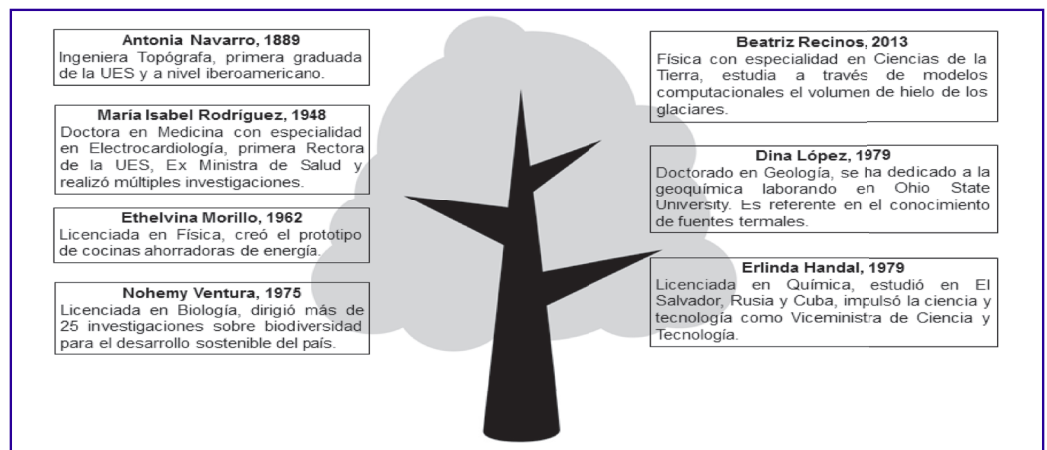 Antonia Navarro, 1889
Ingeniera Topógrafa, primera graduada
de la UES y a nivel iberoamericano.
María Isabel Rodríguez, 1948
Doctora en Medicina con especialidad
en Electrocardiología, primera Rectora
de la UES, Ex Ministra de Salud y
realizó múltiples investigaciones.
Ethelvina Morillo, 1962
Licenciada en Física, creó el prototipo
de cocinas ahorradoras de energía.
Nohemy Ventura, 1975
Licenciada en Biología, dirigió más de
25 investigaciones sobre biodiversidad
para el desarrollo sostenible del país.
Beatriz Recinos, 2013
Física con especialidad en Ciencias de la
Tierra, estudia a través de modelos
computacionales el volumen de hielo de los
glaciares.
Dina López, 1979
Doctorado en Geología, se ha dedicado a la
geoquímica laborando en Ohio State
University. Es referente en el conocimiento
de fuentes termales.
Erlinda Handal, 1979
Licenciada en Química, estudió en El
Salvador, Rusia y Cuba, impulsó la ciencia y
tecnología como Viceministra de Ciencia y
Tecnología.